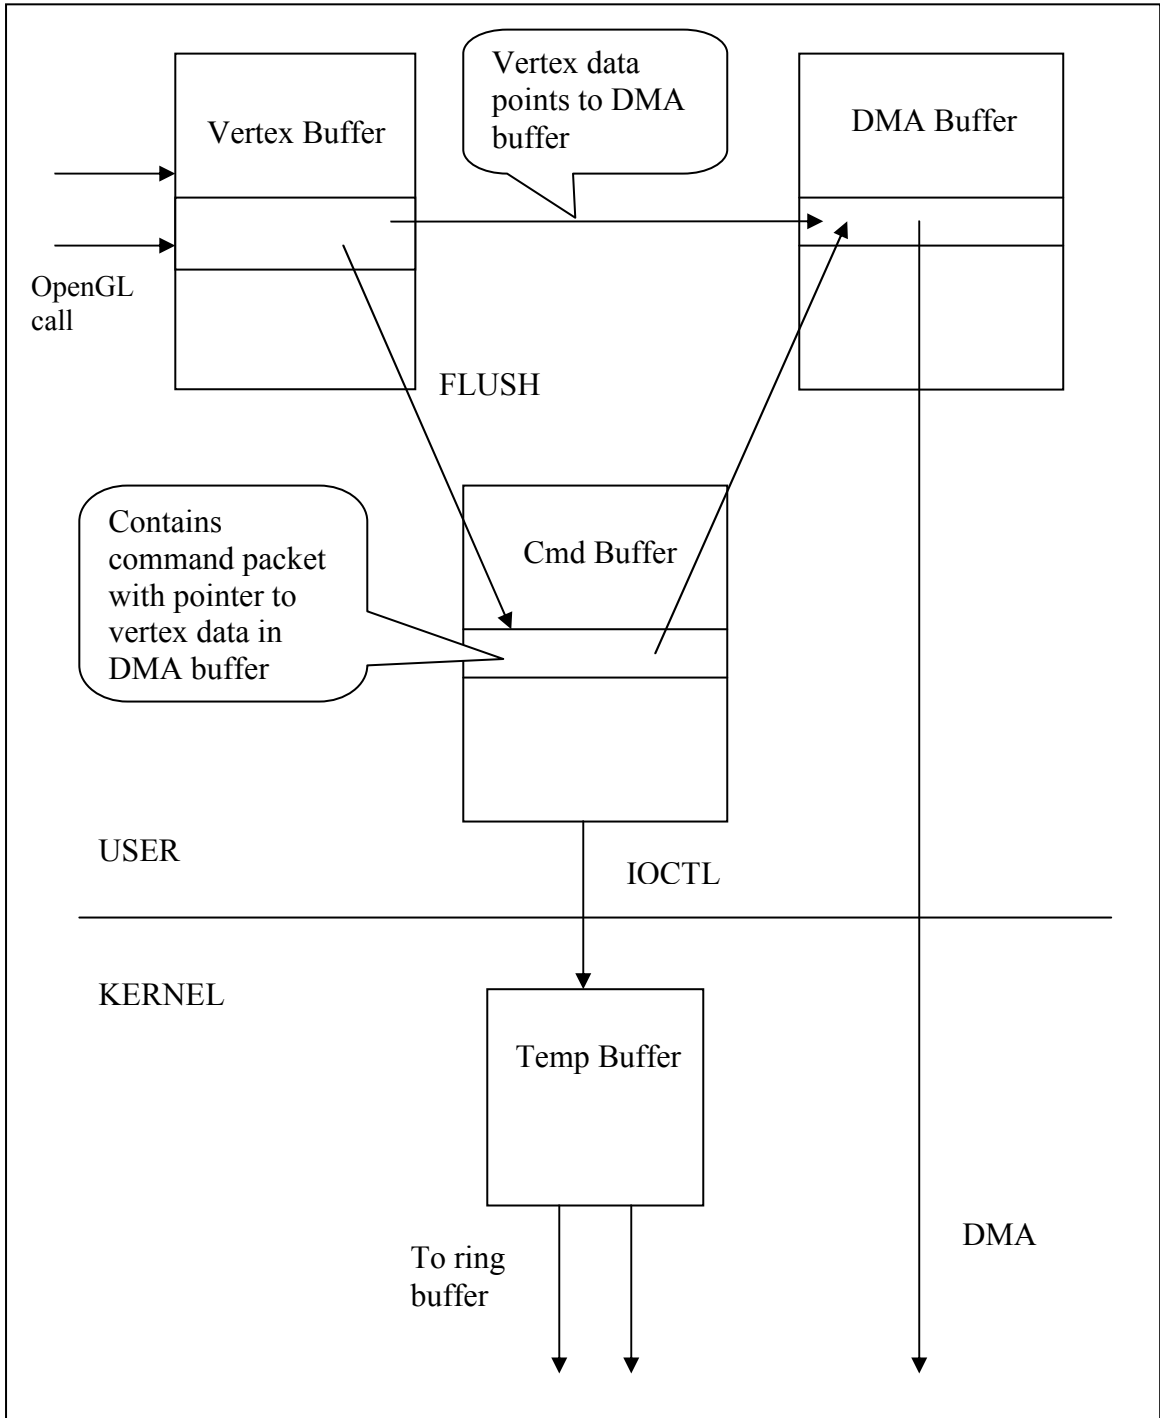 Vertex Buffer
Vertex data
points to DMA
buffer
DMA Buffer
OpenGL
call
FLUSH
Contains
command packet
with pointer to
vertex data in
DMA buffer
Cmd Buffer
USER
IOCTL
KERNEL
Temp Buffer
To ring
buffer
DMA